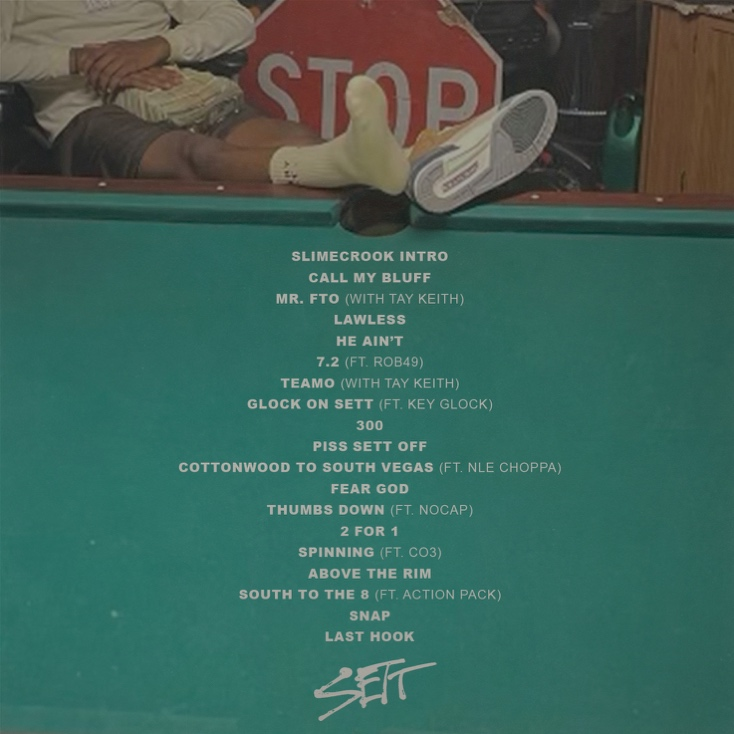 STOP
SLIMECROOK INTRO
CALL MY BLUFF
MR. FTO (WITH TAY KEITH)
LAWLESS
HE AIN'T
7.2 (FT. ROB49)
TEAMO (WITH TAY KEITH)
GLOCK ON SETT (FT. KEY GLOCK)
300
PISS SETT OFF
COTTONWOOD TO SOUTH VEGAS (FT. NLE CHOPPA)
FEAR GOD
THUMBS DOWN (FT. NOCAP)
2 FOR 1
SPINNING (FT. CO3)
ABOVE THE RIM
SOUTH TO THE 8 (FT. ACTION PACK)
SNAP
LAST HOOK
SETT